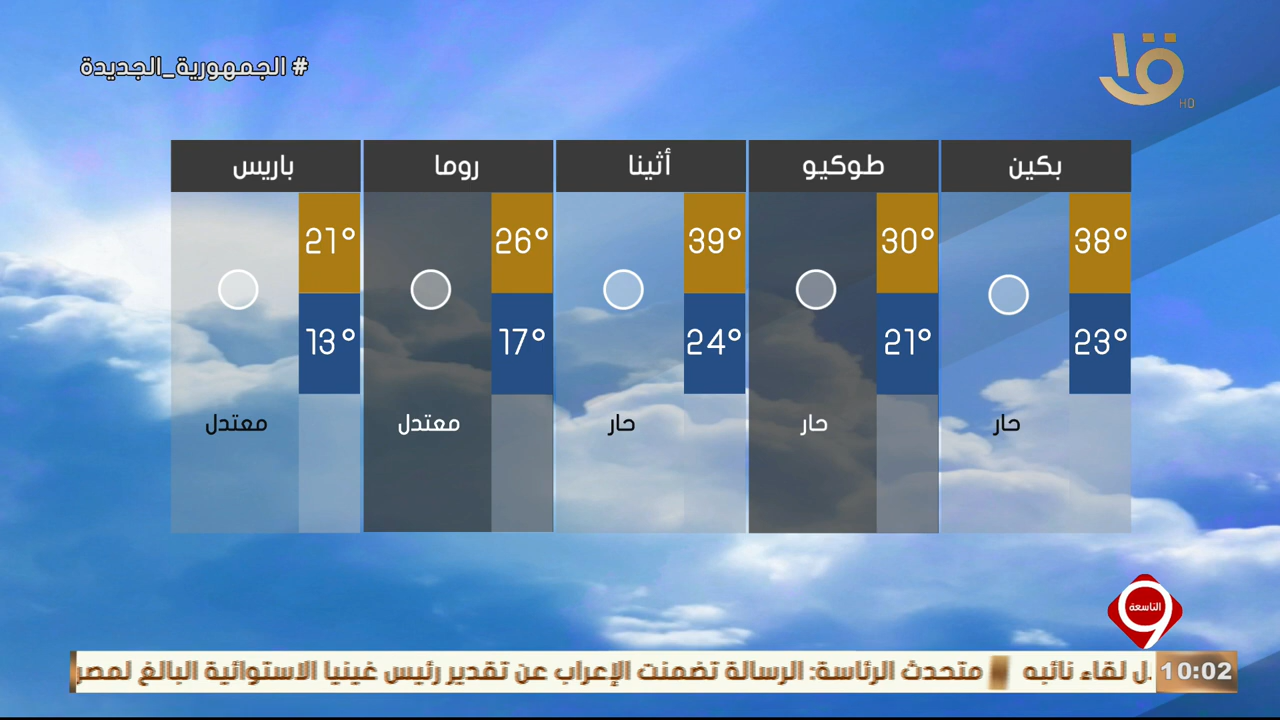 #الجمهورية_الجديدة
HD
بكين
38°
23°
حار
طوكيو
30°
21°
حار
أثينا
39°
24°
حار
روما
26°
17°
معتدل
باريس
21°
13°
معتدل
التاسعة
9
10:02
ل لقاء نائبه متحدث الرئاسة: الرسالة تضمنت الإعراب عن تقدير رئيس غينيا الاستوائية البالغ لمصر